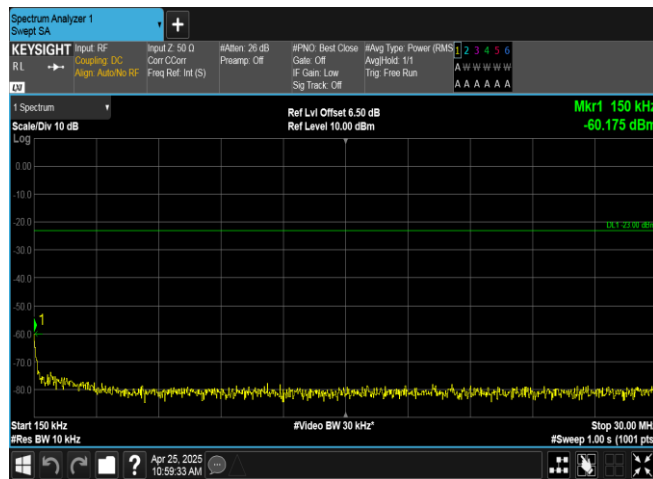 Spectrum Analyzer 1
Swept SA
+
KEYSIGHT Input: RF Input Z: 50 Ω #Atten: 26 dB #PNO: Best Close #Avg Type: Power (RMS 1 2 3 4 5 6
RL Coupling: DC Corr CCorr Preamp: Off Gate: Off Avg|Hold: 1/1 A W W W W W
Align: Auto/No RF Freq Ref: Int (S) IF Gain: Low Trig: Free Run
LXI Sig Track: Off A A A A A A
1 Spectrum Ref Lvl Offset 6.50 dB Mkr1 150 kHz
Scale/Div 10 dB Ref Level 10.00 dBm -60.175 dBm
Log
0.00
-10.0
-20.0
DL1 -23.00 dBm
-30.0
-40.0
-50.0
1
-60.0
-70.0
-80.0
Start 150 kHz #Video BW 30 kHz* Stop 30.00 MH
#Res BW 10 kHz #Sweep 1.00 s (1001 pts
? Apr 25, 2025
10:59:33 AM